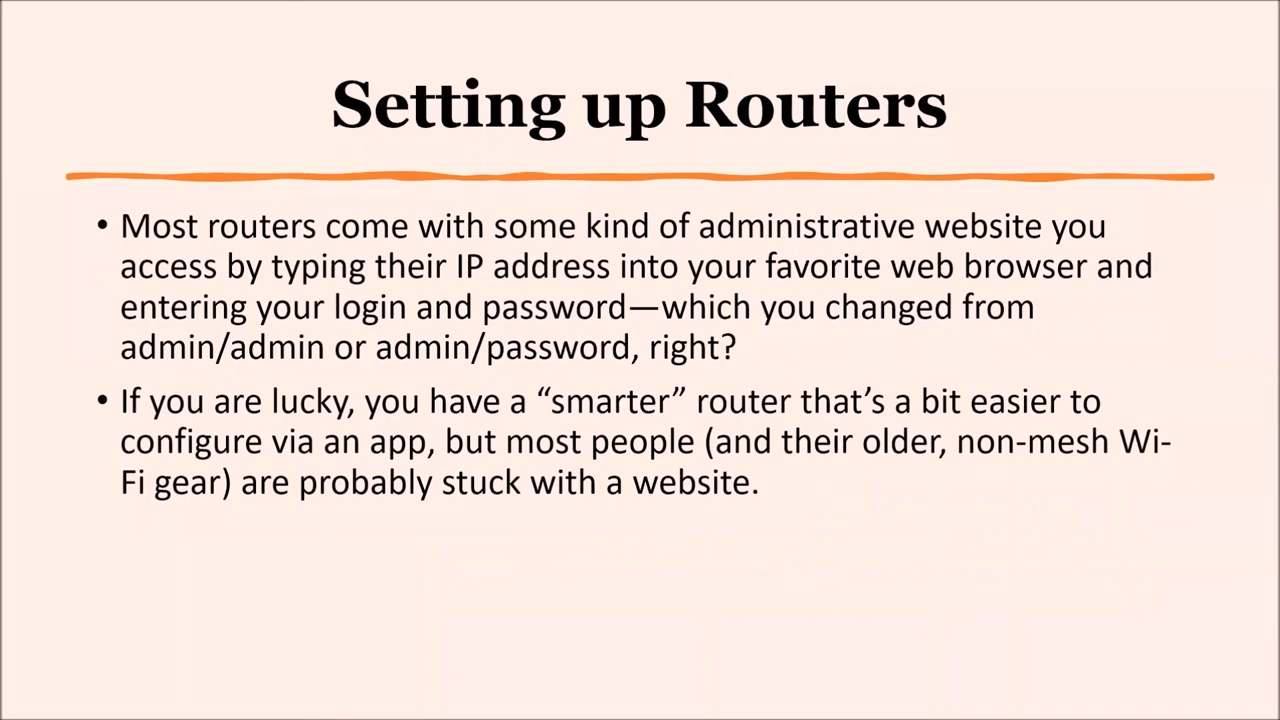 Setting up Routers
• Most routers come with some kind of administrative website you
access by typing their IP address into your favorite web browser and
entering your login and password—which you changed from
admin/admin or admin/password, right?
• If you are lucky, you have a “smarter” router that’s a bit easier to
configure via an app, but most people (and their older, non-mesh Wi-
Fi gear) are probably stuck with a website.